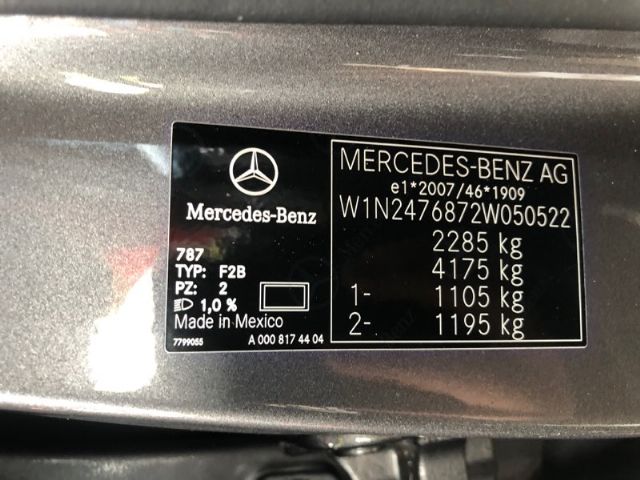 Mercedes-Benz
787
TYP: F2B
PZ: 2
1,0 %
Made in Mexico
7799055
A 000 817 44 04
MERCEDES-BENZ AG
e1*2007/46*1909
W1N2476872W050522
2285 kg
4175 kg
1- 1105 kg
2- 1195 kg